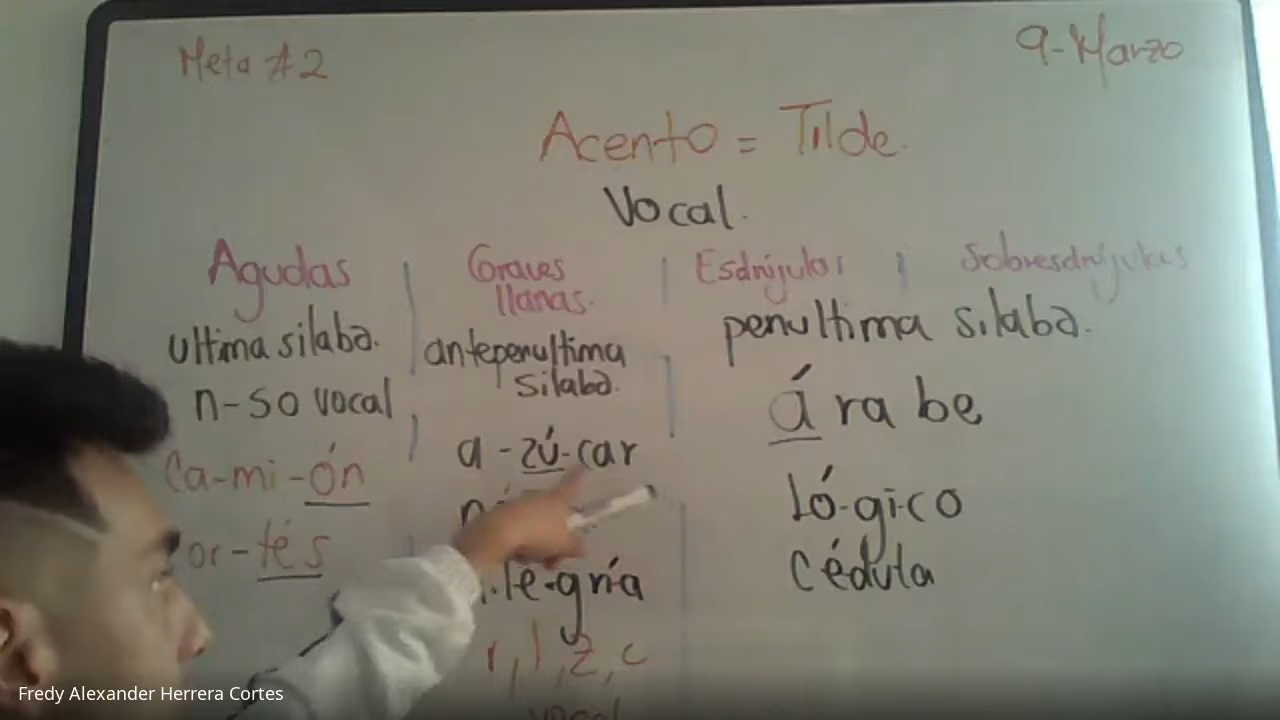 Meta #2
9-Marzo
Acento = Tilde.
Vocal.
Agudas
ultima silaba.
n-s o vocal
Ca-mi-ón
or-tés
Graves
llanas.
antepenultima
silaba.
a-zú-car
le-gría
r, l, z, c
vocal
Esdrújulas
Sobresdrújulas
penultima silaba.
á ra be
Ló-gi-co
Cédula
Fredy Alexander Herrera Cortes